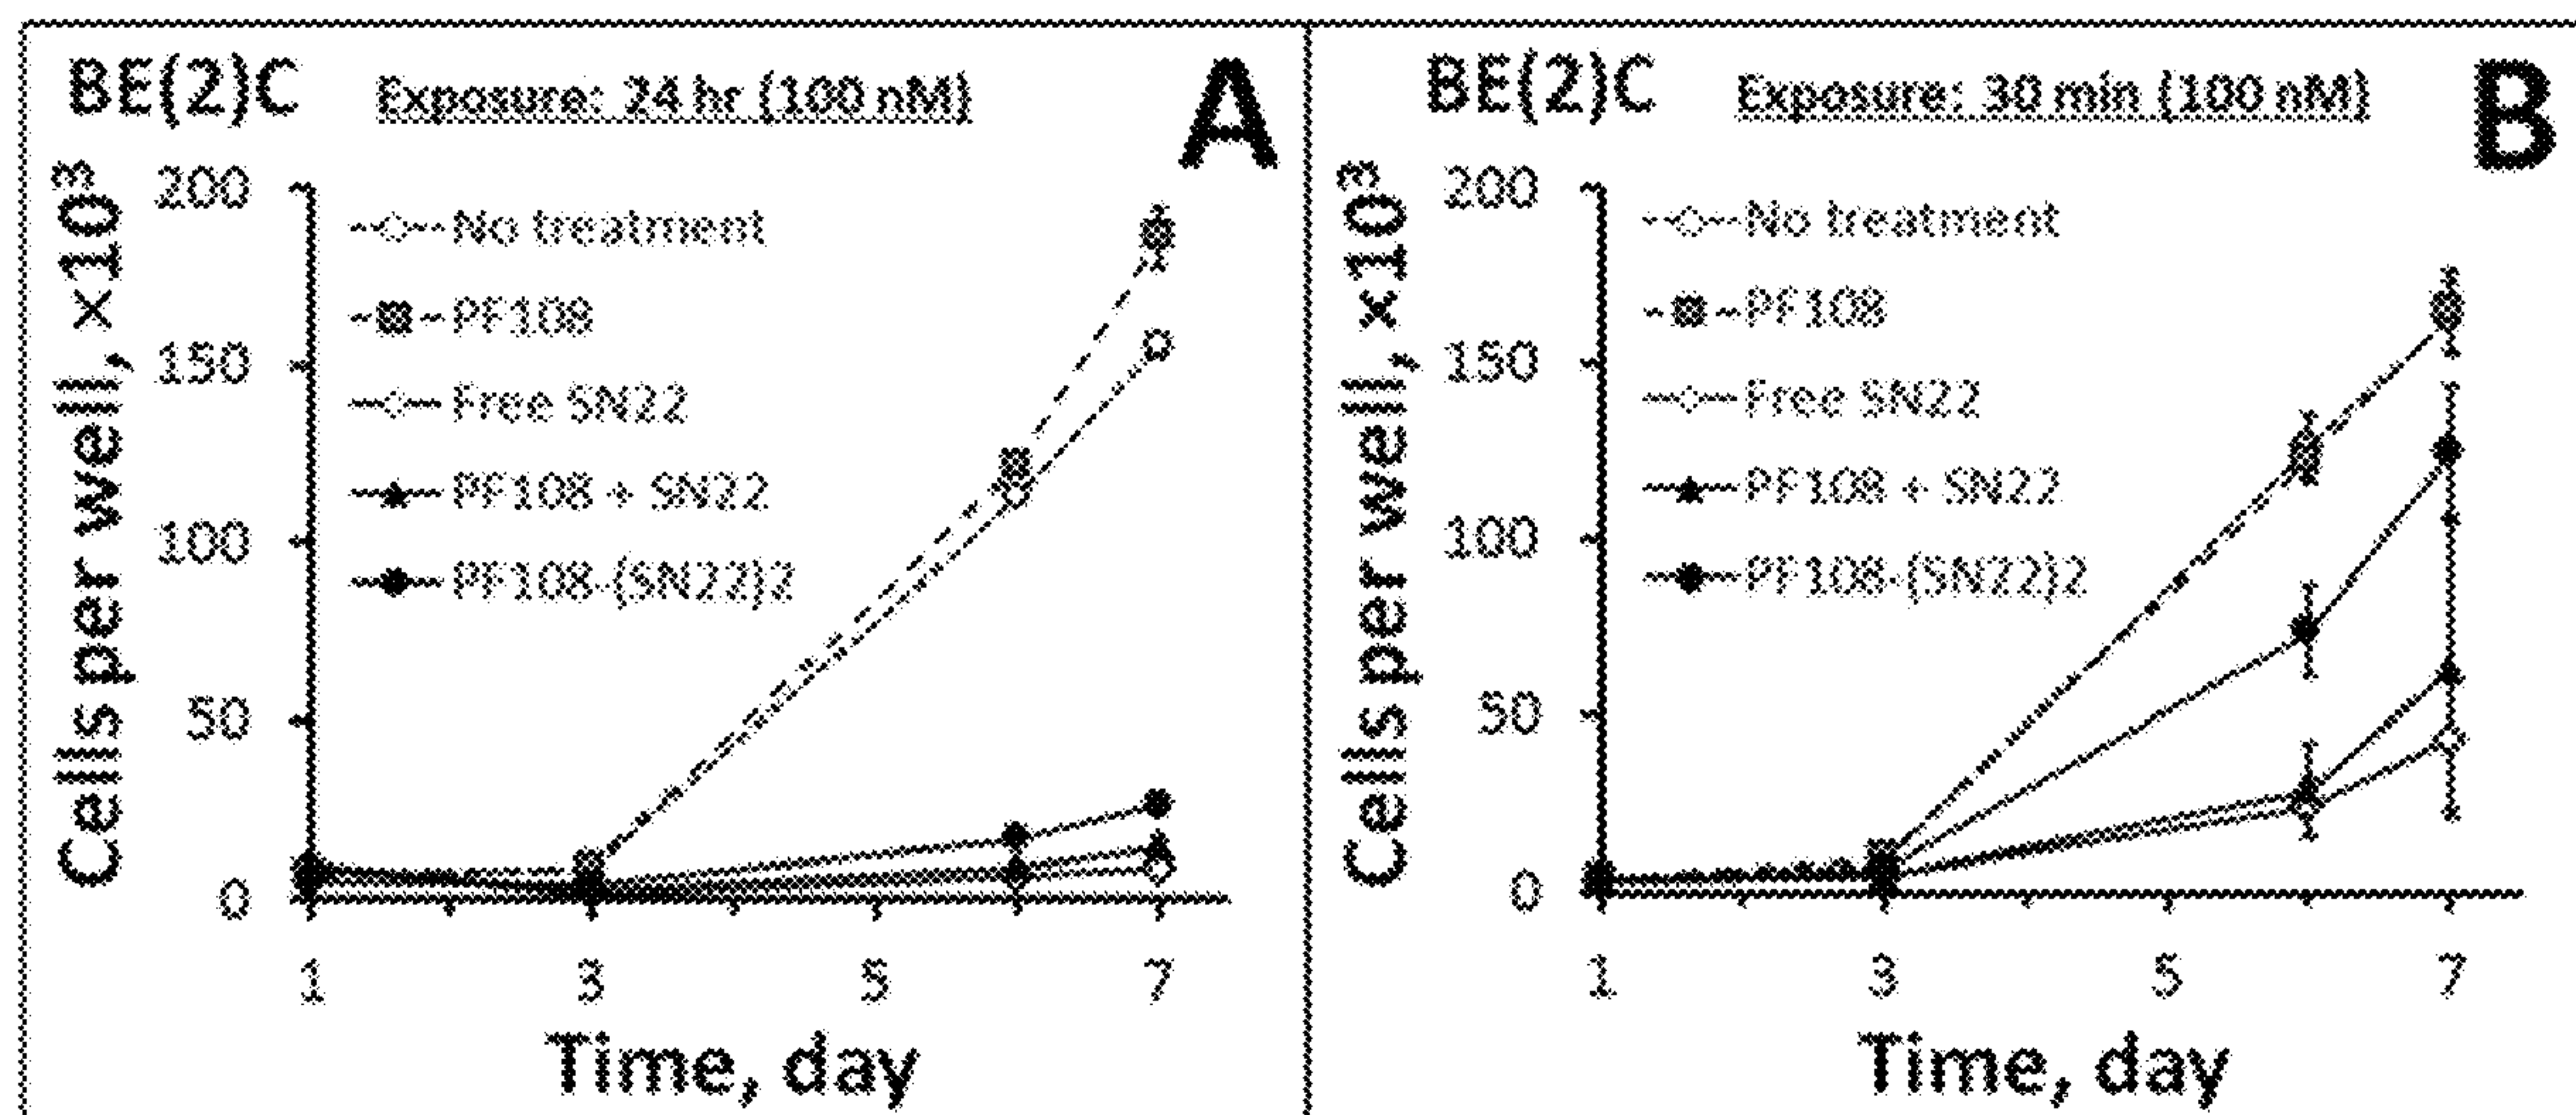 BE(2)C Exposure: 24 hr (100 nM) A
Cells per well, ×10³
200
150
100
50
0
No treatment
PF108
Free SN22
PF108 + SN22
PF108-(SN22)2
1 3 5 7
Time, day
BE(2)C Exposure: 30 min (100 nM) B
Cells per well, ×10³
200
150
100
50
0
No treatment
PF108
Free SN22
PF108 + SN22
PF108-(SN22)2
1 3 5 7
Time, day